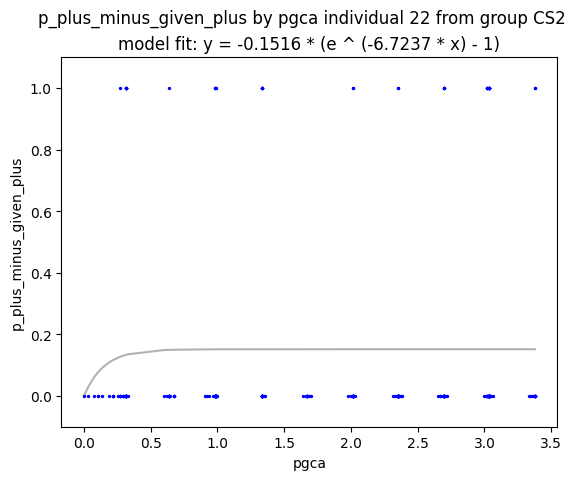 p_plus_minus_given_plus by pgca individual 22 from group CS2
model fit: y = -0.1516 * (e ^ (-6.7237 * x) - 1)
1.0
0.8
0.6
0.4
0.2
0.0
p_plus_minus_given_plus
0.0 0.5 1.0 1.5 2.0 2.5 3.0 3.5
pgca